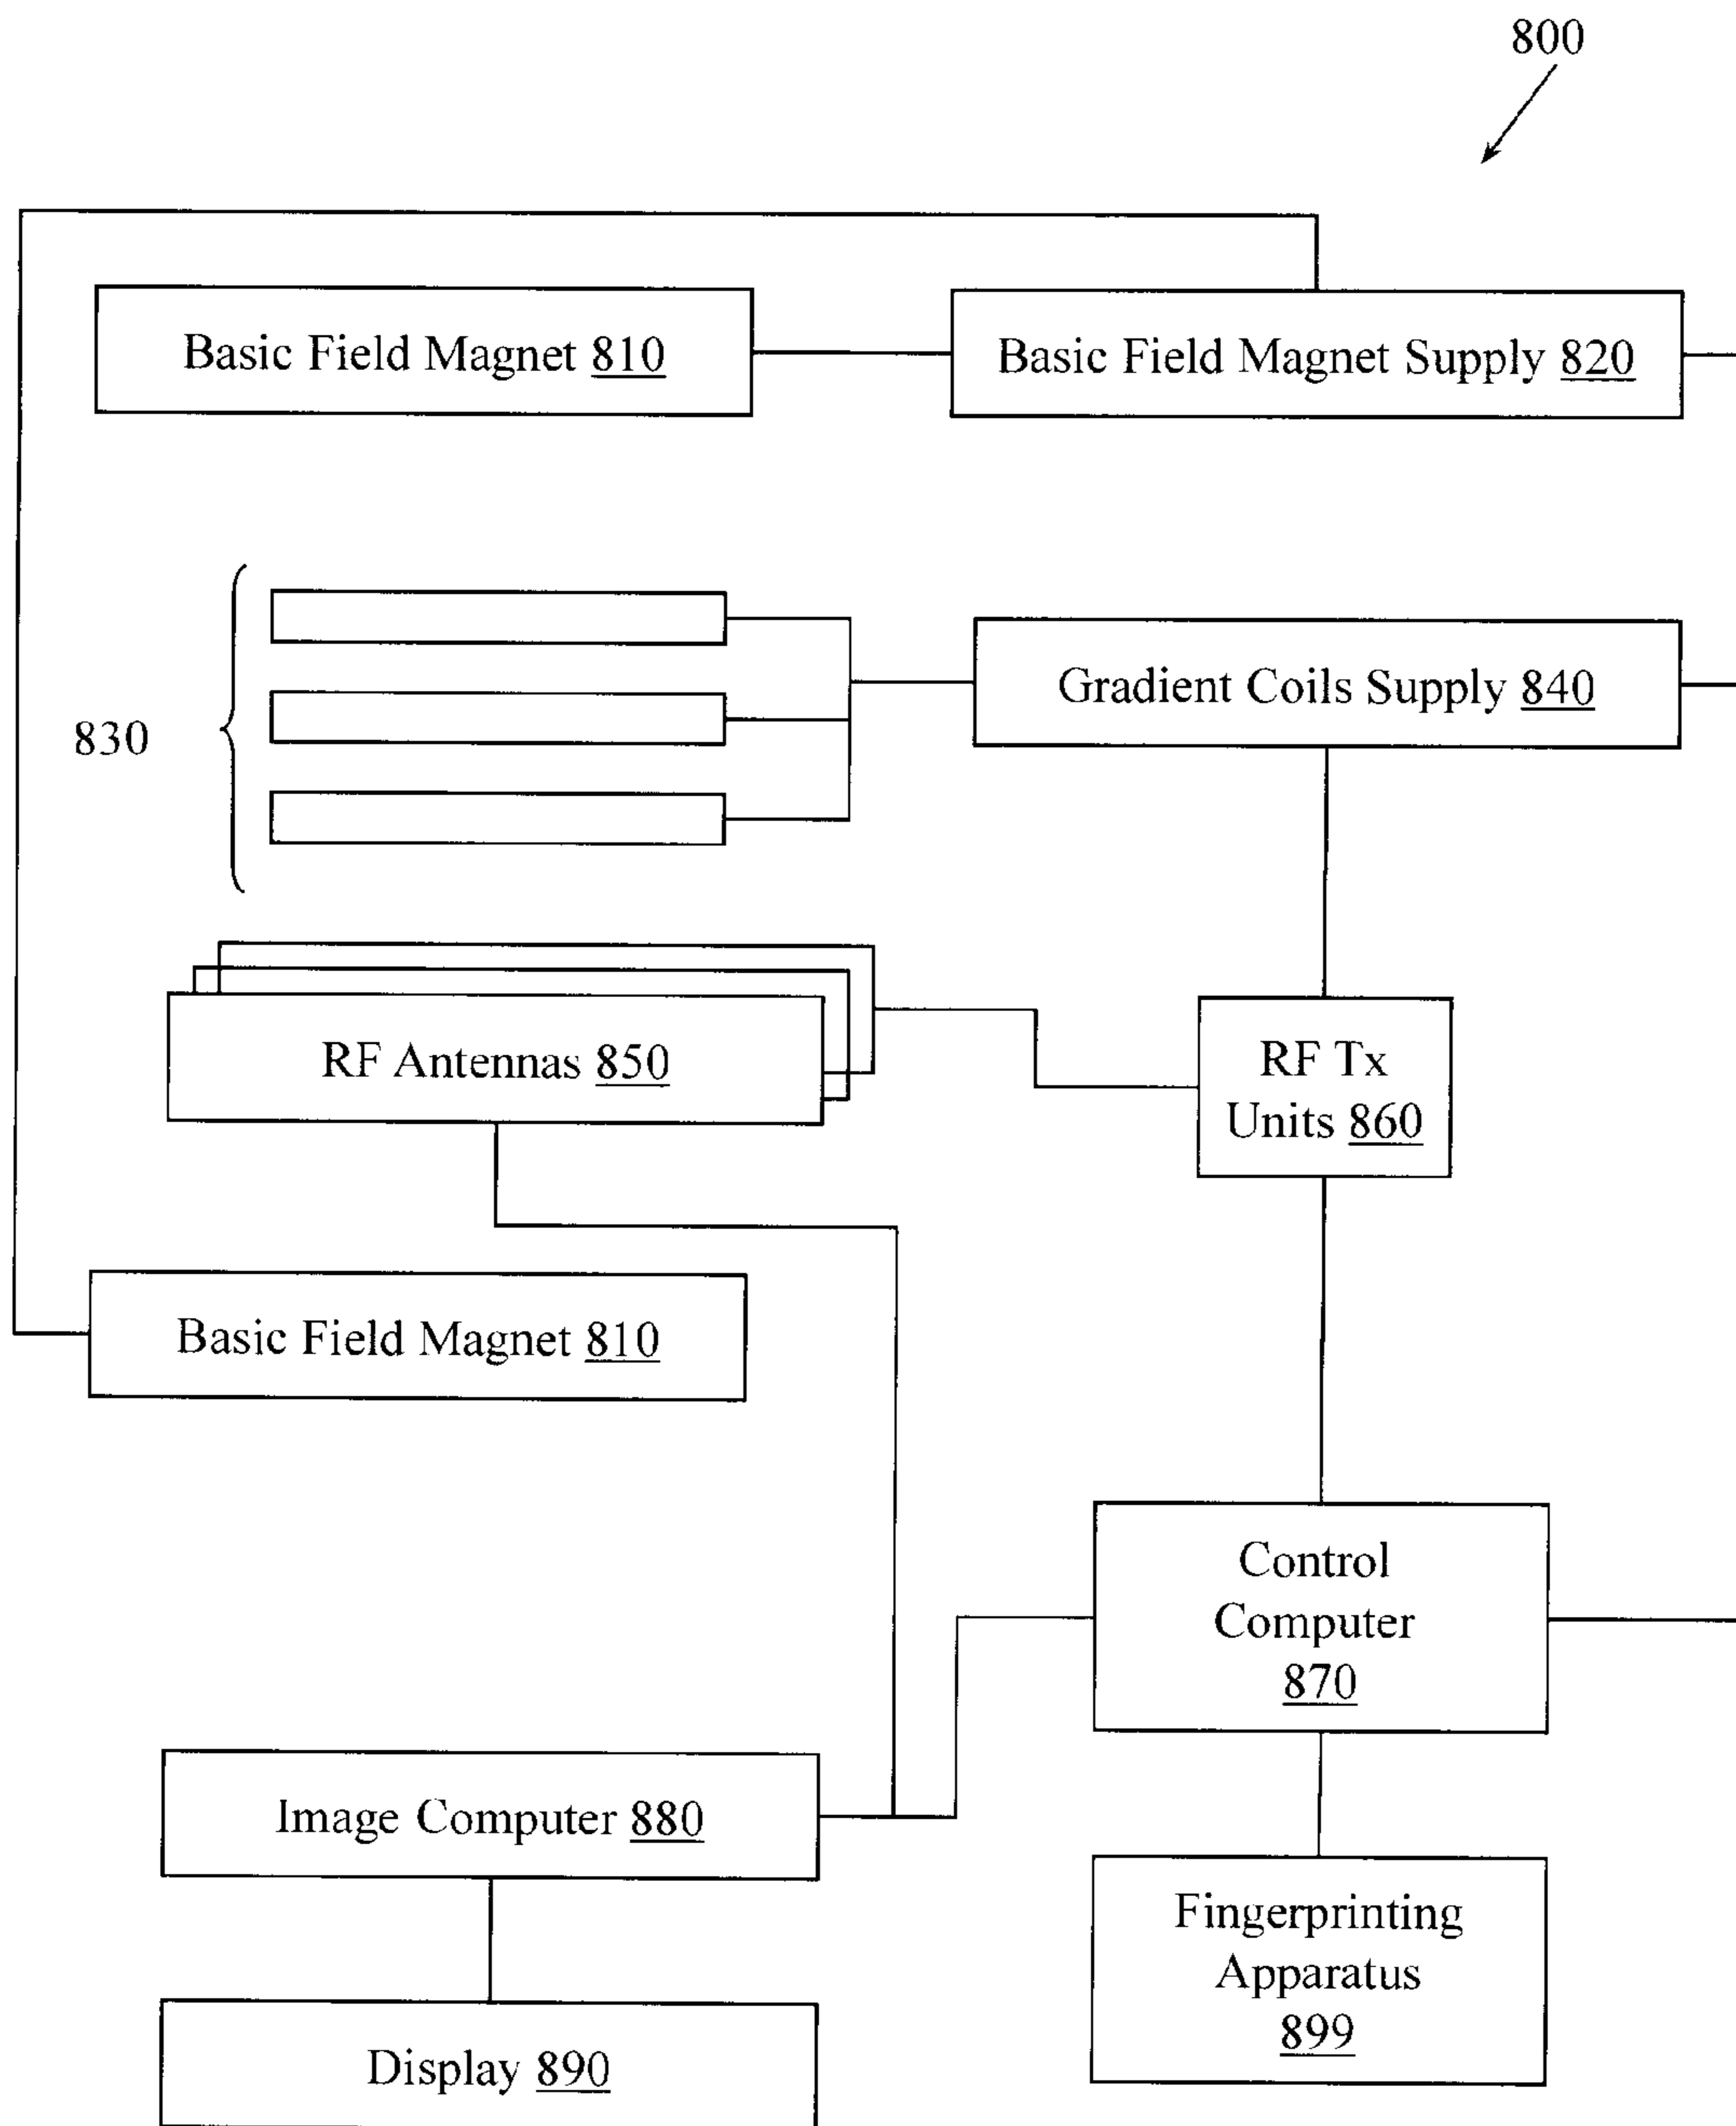 800
Basic Field Magnet 810
Basic Field Magnet Supply 820
830
Gradient Coils Supply 840
RF Antennas 850
RF Tx
Units 860
Basic Field Magnet 810
Control
Computer
870
Image Computer 880
Fingerprinting
Apparatus
899
Display 890